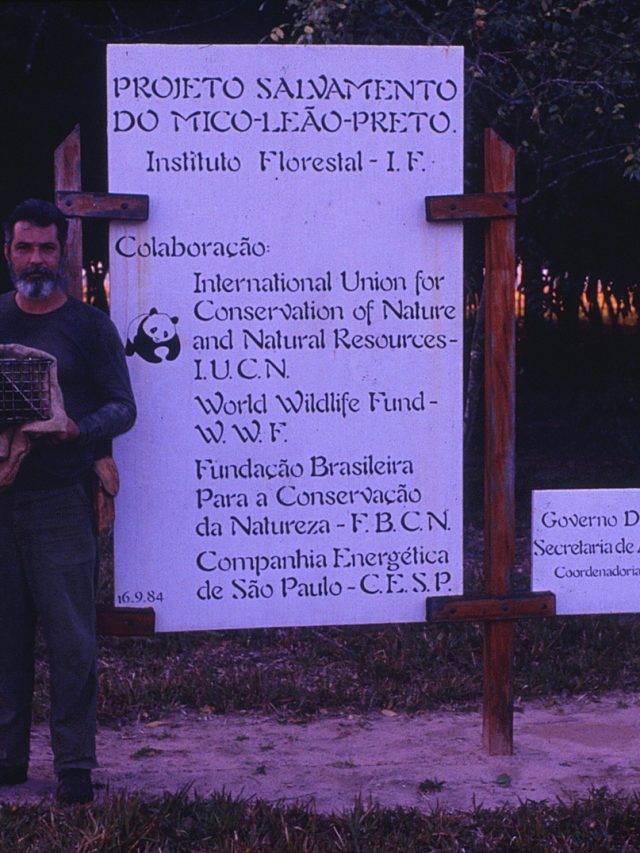 PROJETO SALVAMENTO
DO MICO-LEÃO-PRETO.
Instituto Florestal - I.F.
Colaboração:
International Union for
Conservation of Nature
and Natural Resources-
I.U.C.N.
World Wildlife Fund-
W.W.F.
Fundação Brasileira
Para a Conservação
da Natureza - F.B.C.N.
Companhia Energética
de São Paulo - C.E.S.P.
16.9.84
Governo D
Secretaria de
Coordenadoria